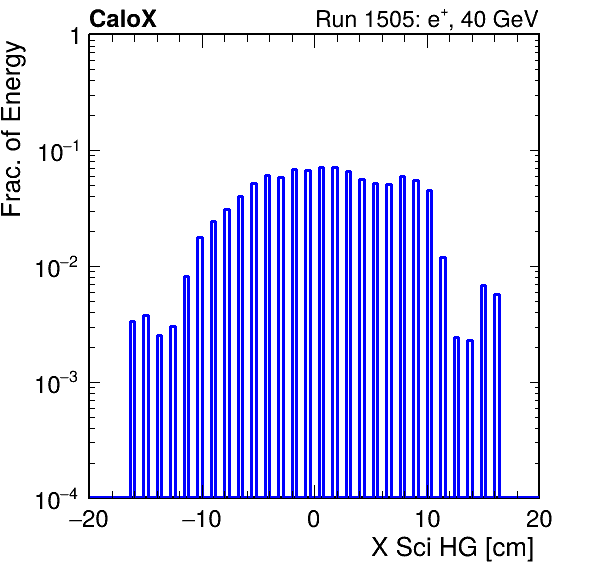 CaloX Run 1505: e⁺, 40 GeV
Frac. of Energy
1
10⁻¹
10⁻²
10⁻³
10⁻⁴
−20 −10 0 10 20
X Sci HG [cm]